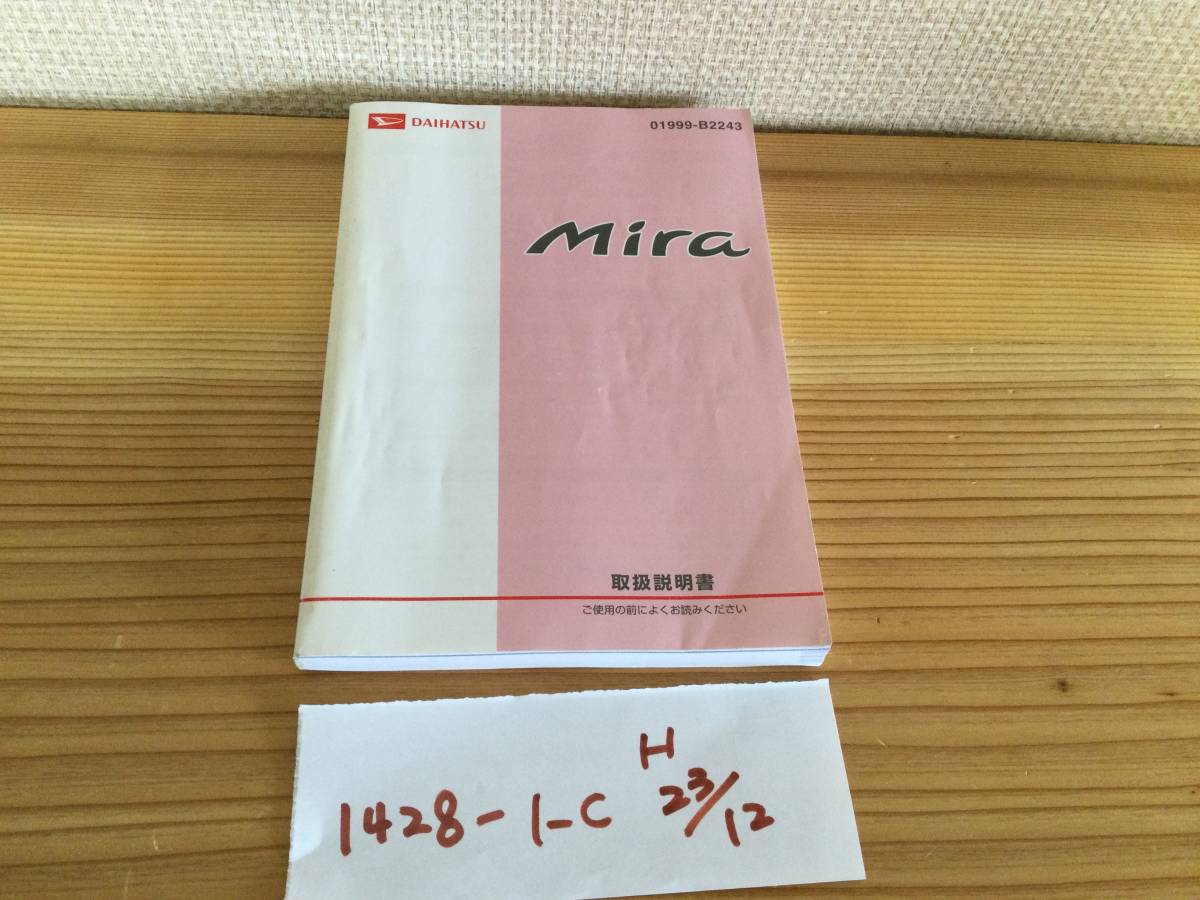 DAIHATSU
01999-B2243
Mira
取扱説明書
ご使用の前によくお読みください
1428-1-C H23/12